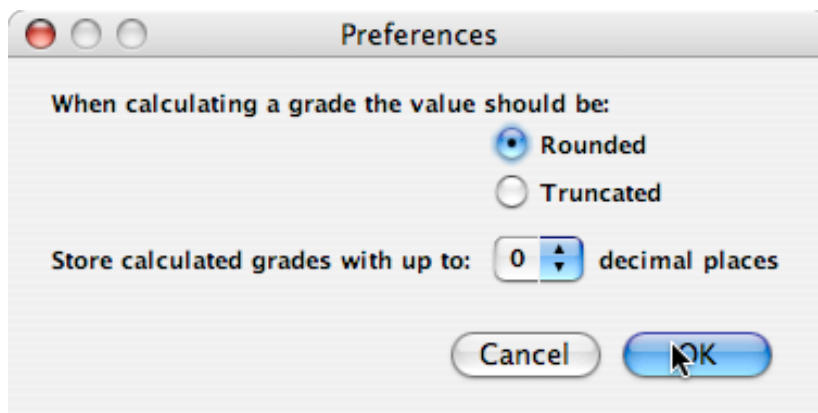 Preferences
When calculating a grade the value should be:
Rounded
Truncated
Store calculated grades with up to: 0 decimal places
Cancel OK